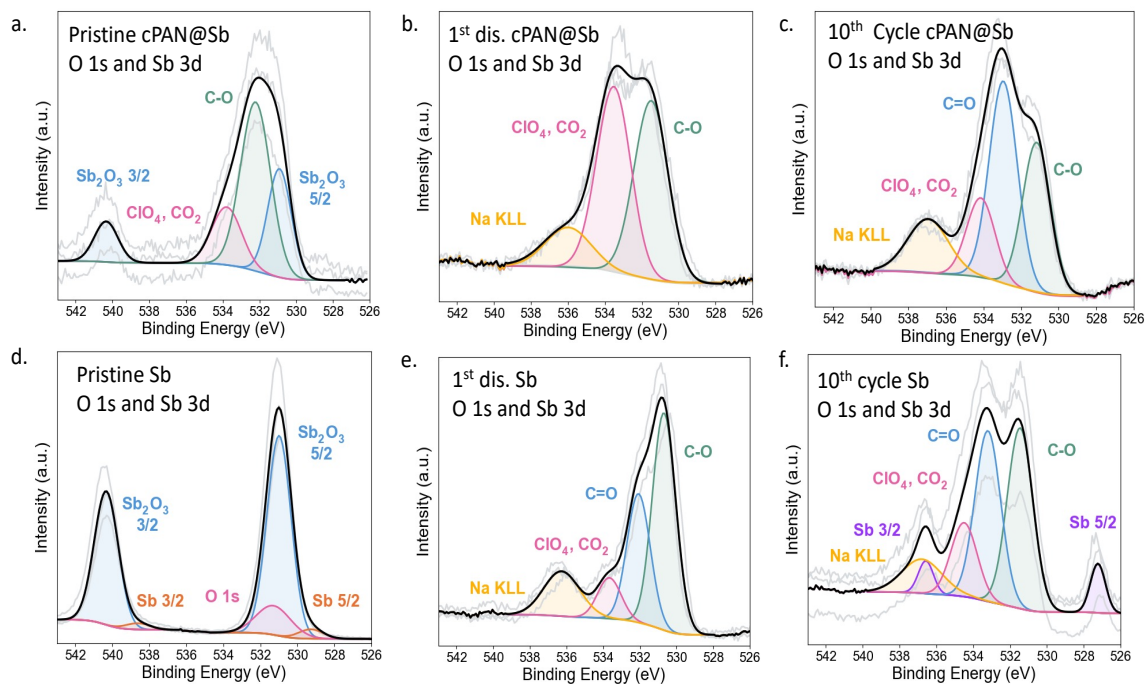 a.
Pristine cPAN@Sb
O 1s and Sb 3d
C-O
Sb₂O₃ 3/2
ClO₄, CO₂
Sb₂O₃
5/2
Intensity (a.u.)
542 540 538 536 534 532 530 528 526
Binding Energy (eV)
b.
1st dis. cPAN@Sb
O 1s and Sb 3d
ClO₄, CO₂
C-O
Na KLL
Intensity (a.u.)
542 540 538 536 534 532 530 528 526
Binding Energy (eV)
c.
10th Cycle cPAN@Sb
O 1s and Sb 3d
C=O
ClO₄, CO₂
C-O
Na KLL
Intensity (a.u.)
542 540 538 536 534 532 530 528 526
Binding Energy (eV)
d.
Pristine Sb
O 1s and Sb 3d
Sb₂O₃
5/2
Sb₂O₃
3/2
Sb 3/2
O 1s
Sb 5/2
Intensity (a.u.)
542 540 538 536 534 532 530 528 526
Binding Energy (eV)
e.
1st dis. Sb
O 1s and Sb 3d
C-O
C=O
ClO₄, CO₂
Na KLL
Intensity (a.u.)
542 540 538 536 534 532 530 528 526
Binding Energy (eV)
f.
10th cycle Sb
O 1s and Sb 3d
C=O
C-O
ClO₄, CO₂
Sb 3/2
Sb 5/2
Na KLL
Intensity (a.u.)
542 540 538 536 534 532 530 528 526
Binding Energy (eV)